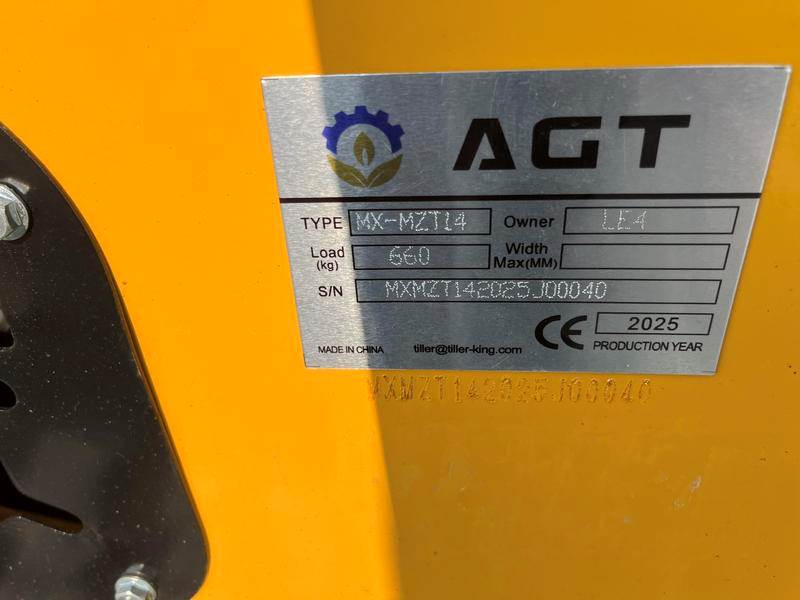 AGT
TYPE MX-MZT14 Owner LE4
Load (kg) 660 Width Max(MM)
S/N MXMZT142025J00040
CE 2025
MADE IN CHINA tiller@tiller-king.com PRODUCTION YEAR
MXMZT142025J00040